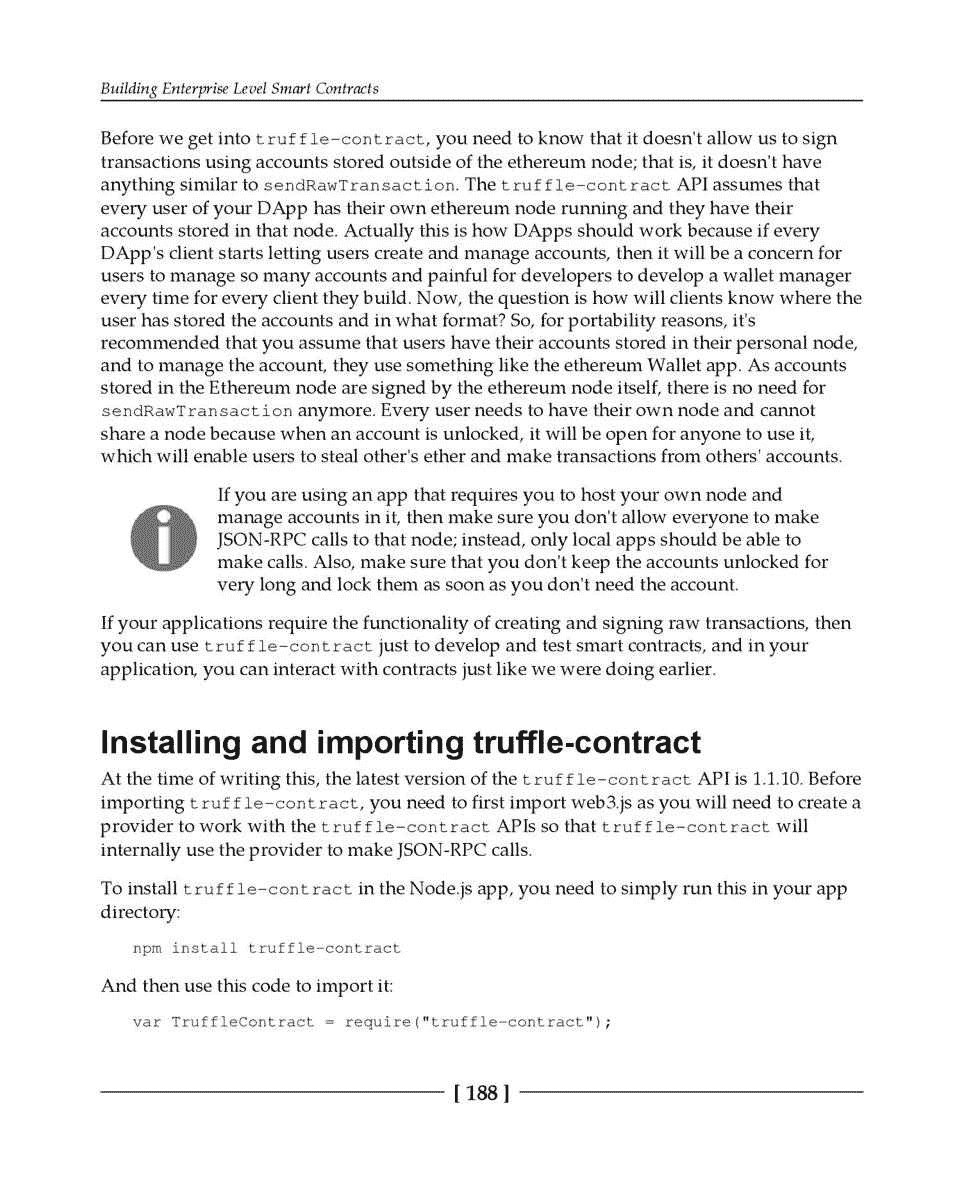 Building Enterprise Level Smart Contracts
Before we get into truffle-contract, you need to know that it doesn't allow us to sign
transactions using accounts stored outside of the ethereum node; that is, it doesn't have
anything similar to sendRawTransaction. The truffle-contract API assumes that
every user of your DApp has their own ethereum node running and they have their
accounts stored in that node. Actually this is how DApps should work because if every
DApp's client starts letting users create and manage accounts, then it will be a concern for
users to manage so many accounts and painful for developers to develop a wallet manager
every time for every client they build. Now, the question is how will clients know where the
user has stored the accounts and in what format? So, for portability reasons, it's
recommended that you assume that users have their accounts stored in their personal node,
and to manage the account, they use something like the ethereum Wallet app. As accounts
stored in the Ethereum node are signed by the ethereum node itself, there is no need for
sendRawTransaction anymore. Every user needs to have their own node and cannot
share a node because when an account is unlocked, it will be open for anyone to use it,
which will enable users to steal other's ether and make transactions from others' accounts.
If you are using an app that requires you to host your own node and
manage accounts in it, then make sure you don't allow everyone to make
JSON-RPC calls to that node; instead, only local apps should be able to
make calls. Also, make sure that you don't keep the accounts unlocked for
very long and lock them as soon as you don't need the account.
If your applications require the functionality of creating and signing raw transactions, then
you can use truffle-contract just to develop and test smart contracts, and in your
application, you can interact with contracts just like we were doing earlier.
Installing and importing truffle-contract
At the time of writing this, the latest version of the truffle-contract API is 1.1.10. Before
importing truffle-contract, you need to first import web3.js as you will need to create a
provider to work with the truffle-contract APIs so that truffle-contract will
internally use the provider to make JSON-RPC calls.
To install truffle-contract in the Node.js app, you need to simply run this in your app
directory:
npm install truffle-contract
And then use this code to import it:
var TruffleContract = require("truffle-contract");
[ 188 ]